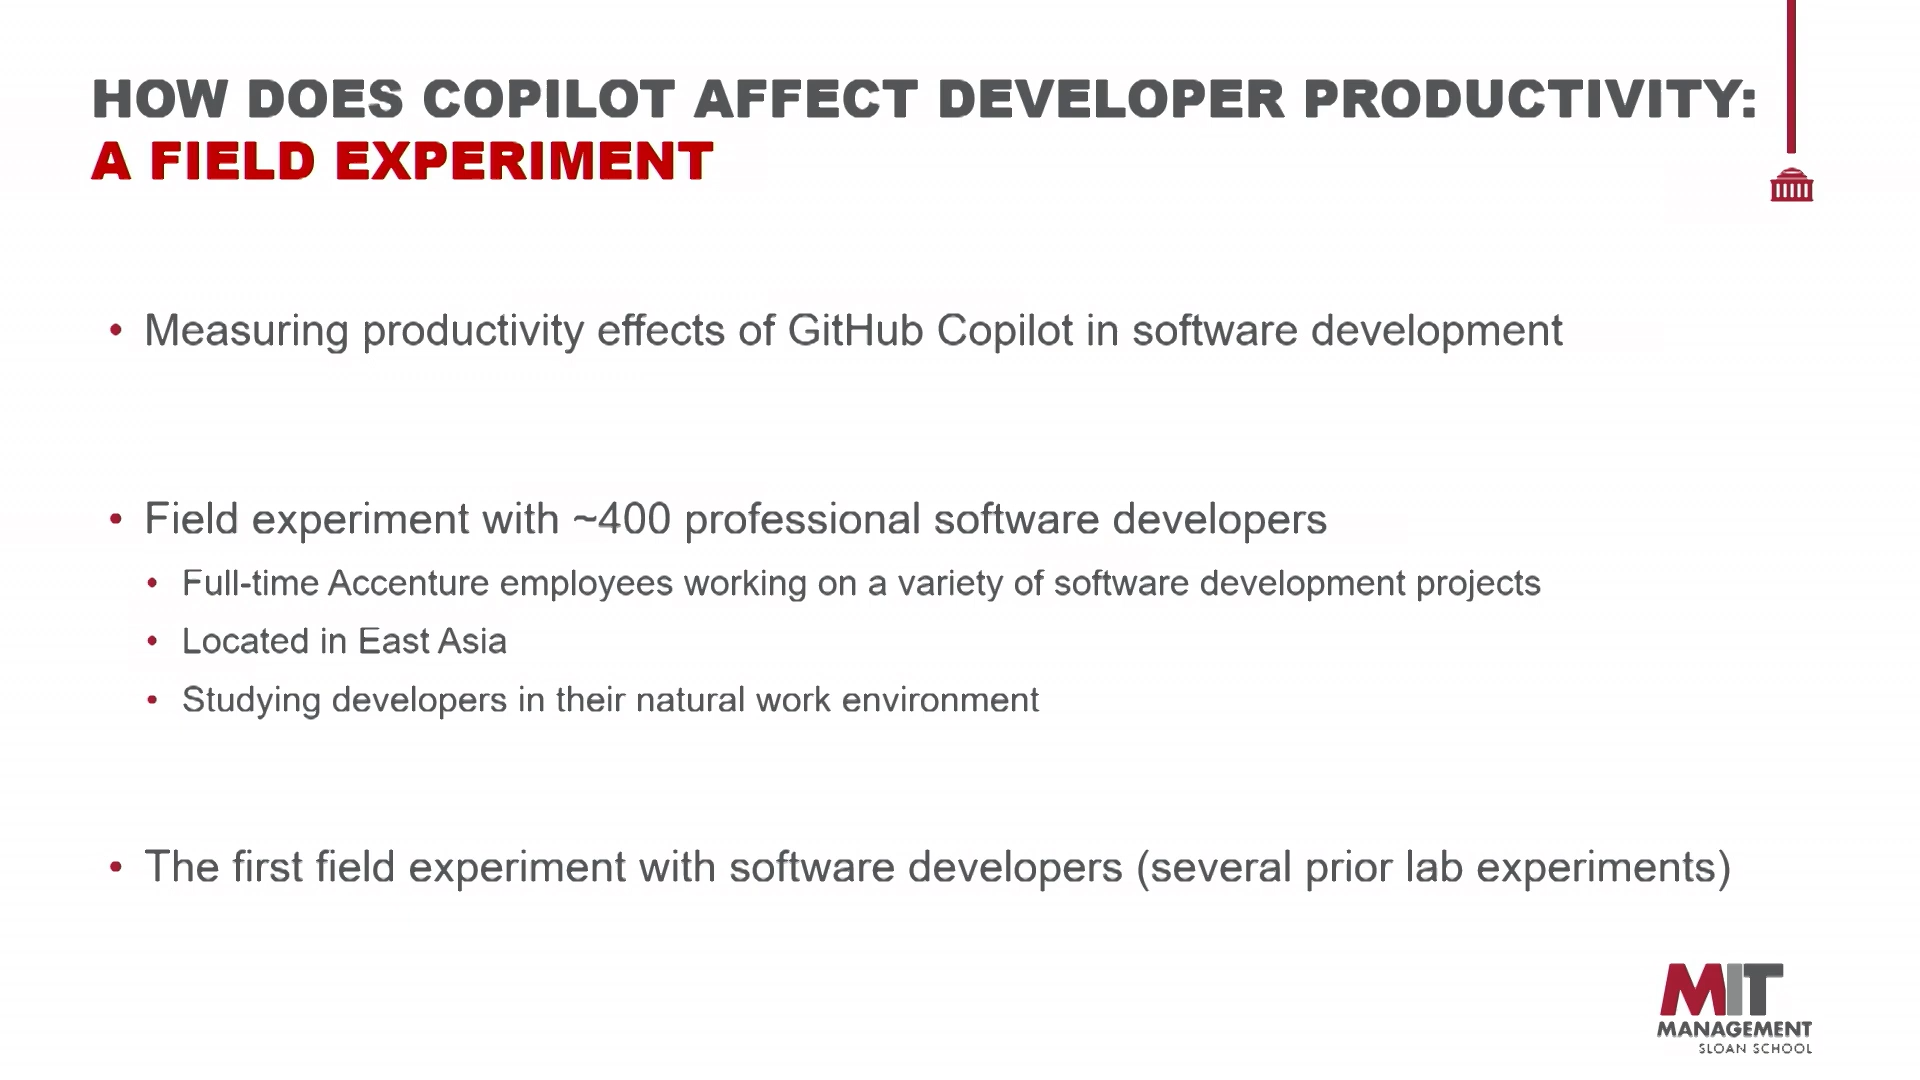 HOW DOES COPILOT AFFECT DEVELOPER PRODUCTIVITY:
A FIELD EXPERIMENT
• Measuring productivity effects of GitHub Copilot in software development
• Field experiment with ~400 professional software developers
• Full-time Accenture employees working on a variety of software development projects
• Located in East Asia
• Studying developers in their natural work environment
• The first field experiment with software developers (several prior lab experiments)
MIT
MANAGEMENT
SLOAN SCHOOL